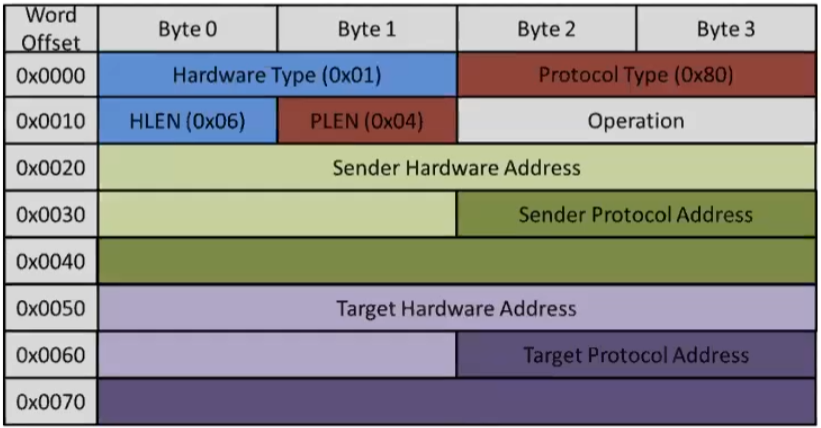 Word Offset Byte 0 Byte 1 Byte 2 Byte 3
0x0000 Hardware Type (0x01) Protocol Type (0x80)
0x0010 HLEN (0x06) PLEN (0x04) Operation
0x0020 Sender Hardware Address
0x0030 Sender Protocol Address
0x0040
0x0050 Target Hardware Address
0x0060 Target Protocol Address
0x0070